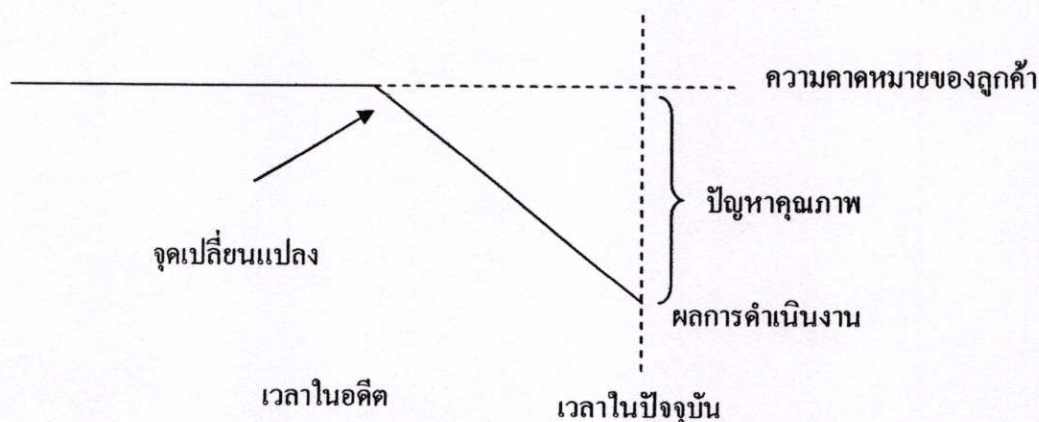 ความคาดหมายของลูกค้า
ปัญหาคุณภาพ
จุดเปลี่ยนแปลง
ผลการดำเนินงาน
เวลาในอดีต
เวลาในปัจจุบัน